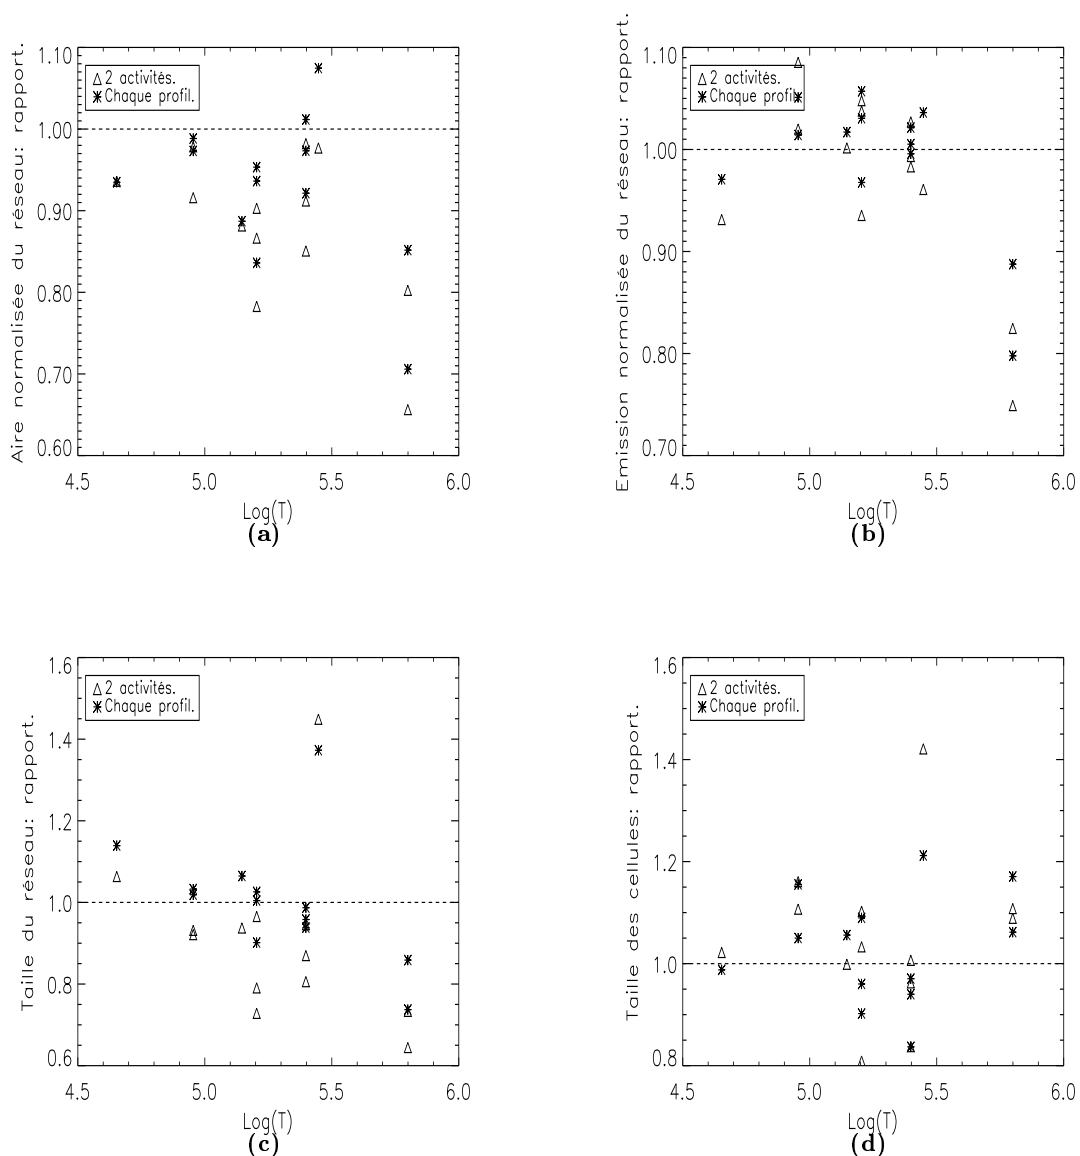 Aire normalisée du réseau: rapport.
1.10
1.00
0.90
0.80
0.70
0.60
2 activités.
Chaque profil.
4.5 5.0 5.5 6.0
Log(T)
(a)
Emission normalisée du réseau: rapport.
1.10
1.00
0.90
0.80
0.70
2 activités.
Chaque profil.
4.5 5.0 5.5 6.0
Log(T)
(b)
Taille du réseau: rapport.
1.6
1.4
1.2
1.0
0.8
0.6
2 activités.
Chaque profil.
4.5 5.0 5.5 6.0
Log(T)
(c)
Taille des cellules: rapport.
1.6
1.4
1.2
1.0
0.8
2 activités.
Chaque profil.
4.5 5.0 5.5 6.0
Log(T)
(d)